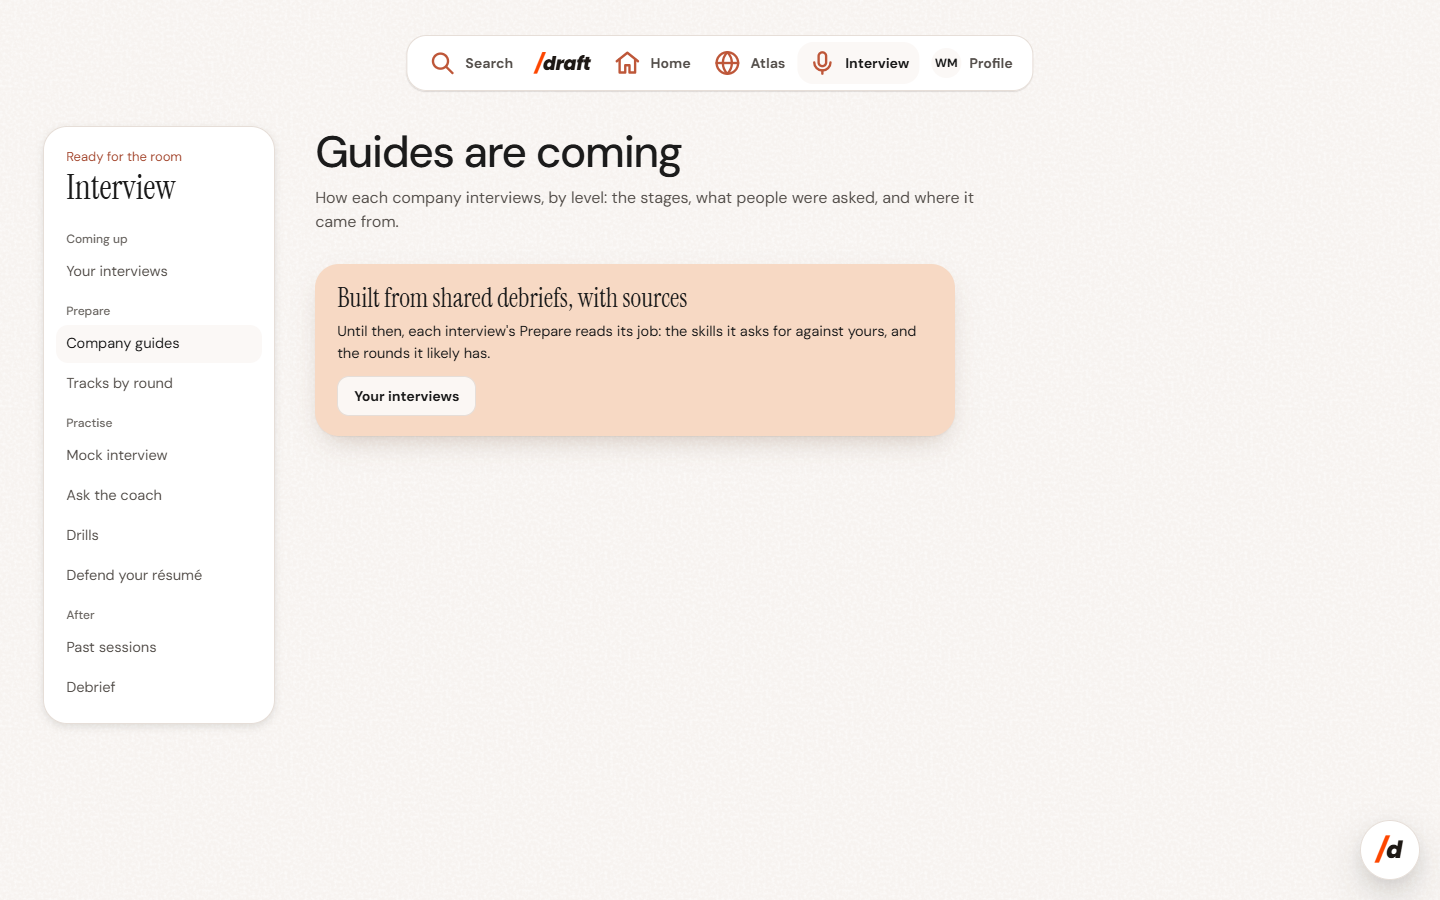 Search
/draft
Home
Atlas
Interview
WM
Profile
Ready for the room
Interview
Coming up
Your interviews
Prepare
Company guides
Tracks by round
Practise
Mock interview
Ask the coach
Drills
Defend your résumé
After
Past sessions
Debrief
Guides are coming
How each company interviews, by level: the stages, what people were asked, and where it
came from.
Built from shared debriefs, with sources
Until then, each interview's Prepare reads its job: the skills it asks for against yours, and
the rounds it likely has.
Your interviews
/d